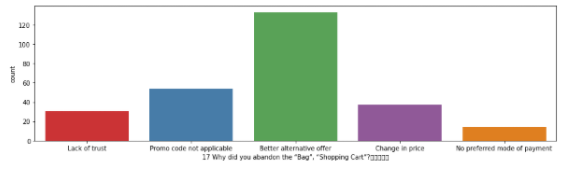 120
100
80
60
40
20
0
count
Lack of trust
Promo code not applicable
Better alternative offer
Change in price
No preferred mode of payment
17 Why did you abandon the "Bag", "Shopping Cart"?